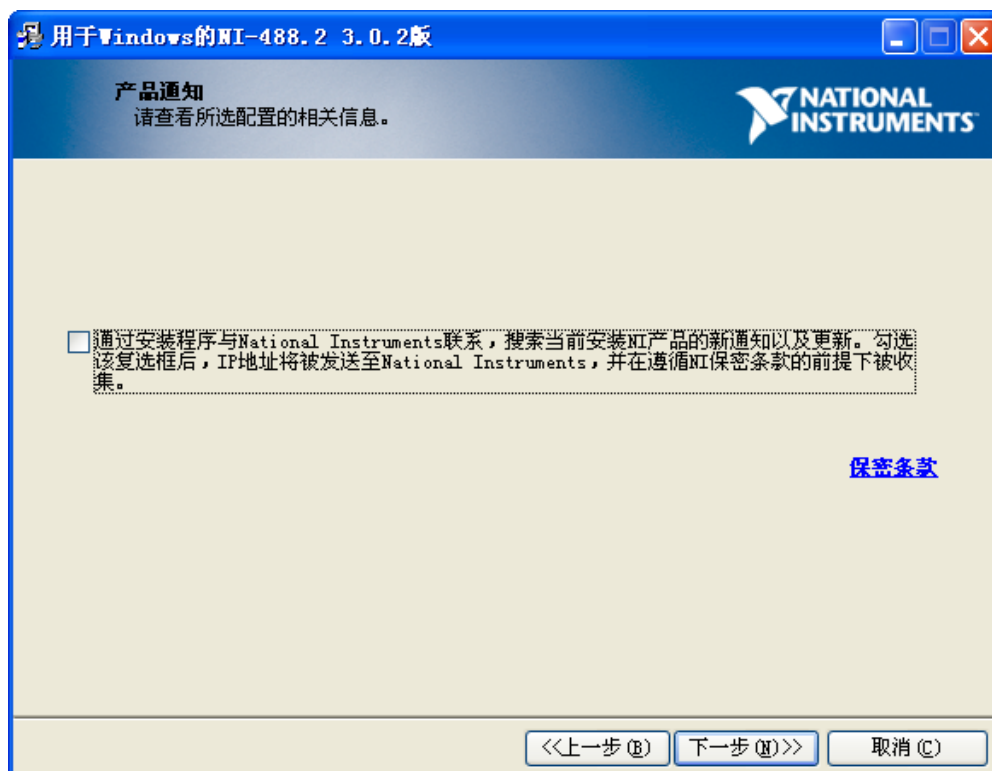 用于Windows的NI-488.2 3.0.2版
产品通知
请查看所选配置的相关信息。
NATIONAL
INSTRUMENTS
通过安装程序与National Instruments联系，搜索当前安装NI产品的新通知以及更新。勾选
该复选框后，IP地址将被发送至National Instruments，并在遵循NI保密条款的前提下被收
集。
保密条款
<<上一步(B) 下一步(N)>> 取消(C)